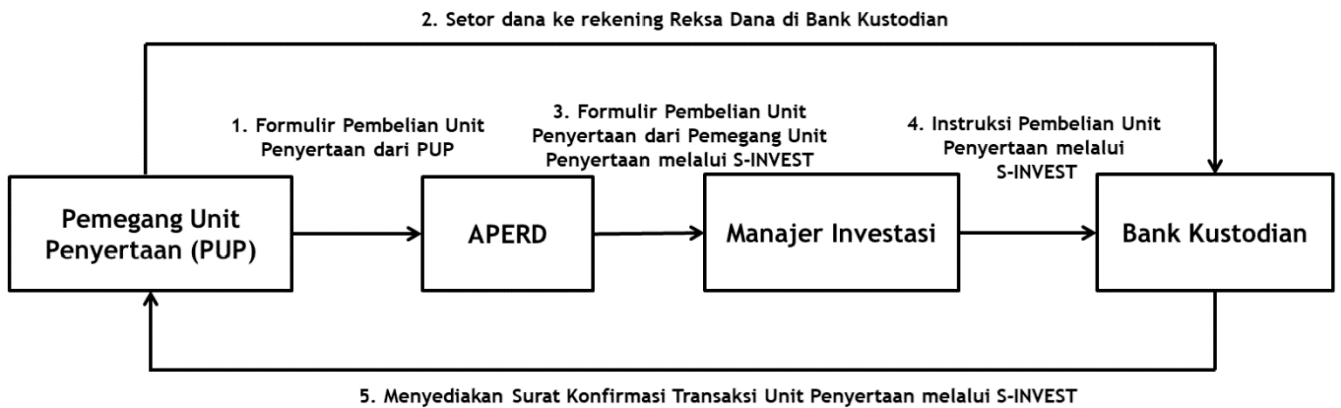 2. Setor dana ke rekening Reksa Dana di Bank Kustodian
1. Formulir Pembelian Unit
Penyertaan dari PUP
3. Formulir Pembelian Unit
Penyertaan dari Pemegang Unit
Penyertaan melalui S-INVEST
4. Instruksi Pembelian Unit
Penyertaan melalui
S-INVEST
Pemegang Unit
Penyertaan (PUP)
APERD
Manajer Investasi
Bank Kustodian
5. Menyediakan Surat Konfirmasi Transaksi Unit Penyertaan melalui S-INVEST